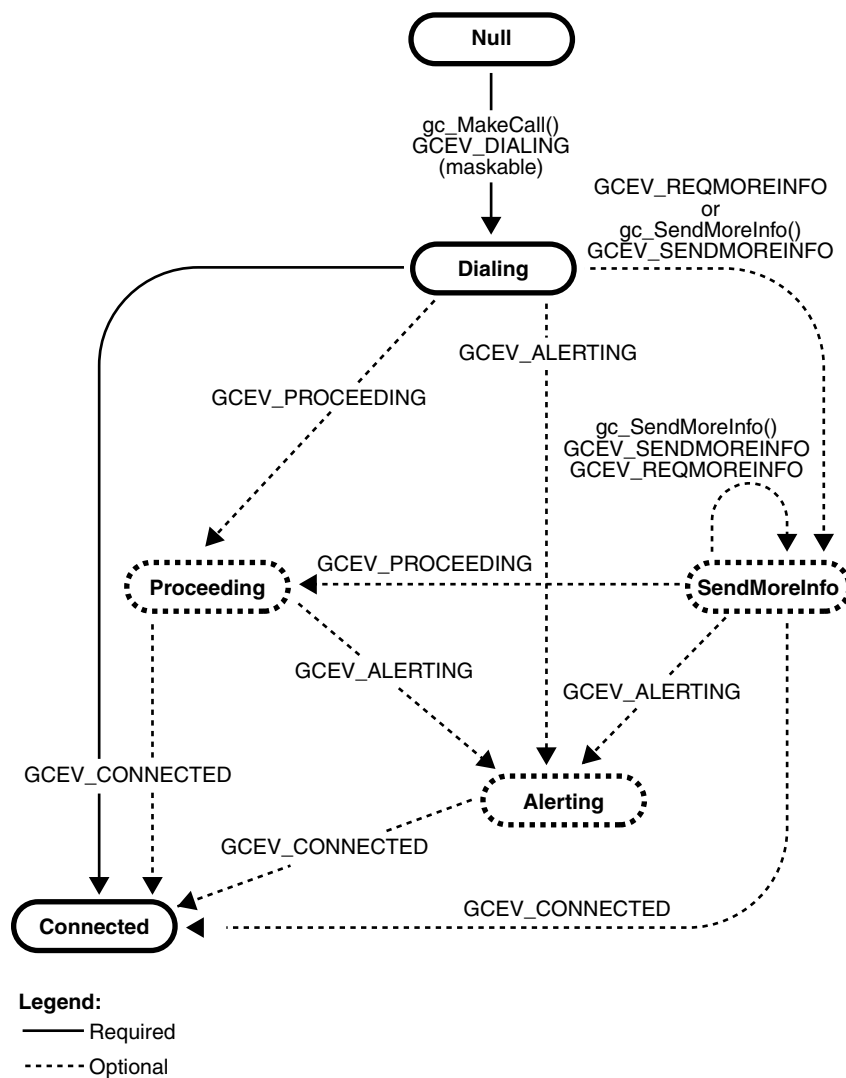 Null
gc_MakeCall()
GCEV_DIALING
(maskable)
GCEV_REQMOREINFO
or
gc_SendMoreInfo()
GCEV_SENDMOREINFO
Dialing
GCEV_ALERTING
GCEV_PROCEEDING
gc_SendMoreInfo()
GCEV_SENDMOREINFO
GCEV_REQMOREINFO
GCEV_PROCEEDING
Proceeding
SendMoreInfo
GCEV_ALERTING
GCEV_ALERTING
GCEV_CONNECTED
Alerting
GCEV_CONNECTED
GCEV_CONNECTED
Connected
Legend:
Required
Optional